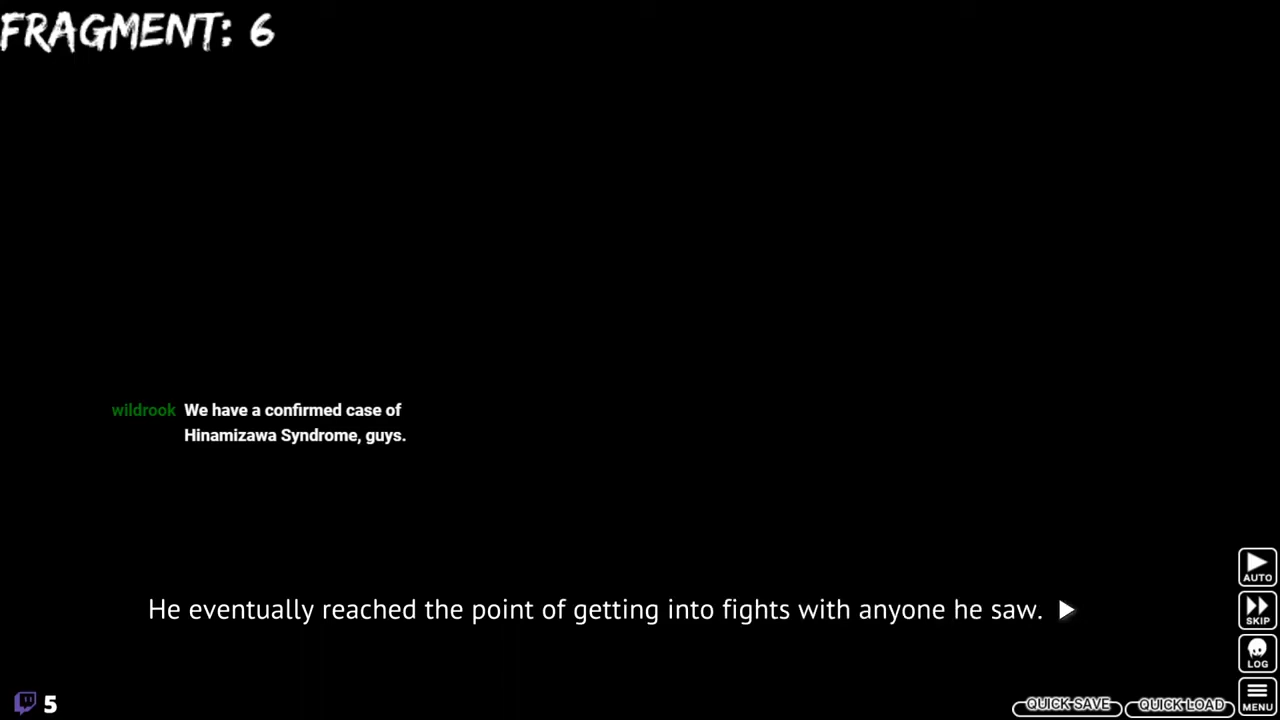 FRAGMENT: 6
wildrook We have a confirmed case of
Hinamizawa Syndrome, guys.
He eventually reached the point of getting into fights with anyone he saw.
AUTO
SKIP
LOG
MENU
5
QUICK SAVE
QUICK LOAD